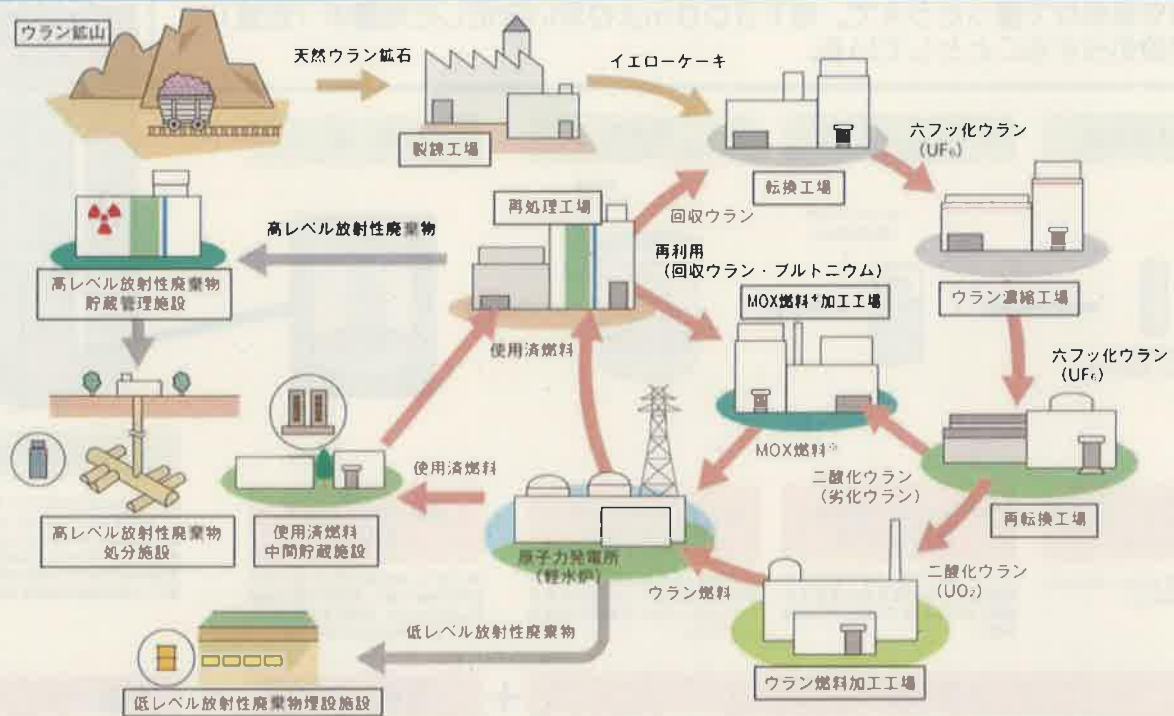 ウラン鉱山
天然ウラン鉱石
イエローケーキ
製錬工場
転換工場
六フッ化ウラン
(UF₆)
再処理工場
回収ウラン
高レベル放射性廃棄物
再利用
(回収ウラン・プルトニウム)
高レベル放射性廃棄物
貯蔵管理施設
MOX燃料*加工工場
ウラン濃縮工場
使用済燃料
六フッ化ウラン
(UF₆)
MOX燃料※
二酸化ウラン
(劣化ウラン)
再転換工場
使用済燃料
高レベル放射性廃棄物
処分施設
使用済燃料
中間貯蔵施設
原子力発電所
(軽水炉)
ウラン燃料
二酸化ウラン
(UO₂)
低レベル放射性廃棄物
ウラン燃料加工工場
低レベル放射性廃棄物埋設施設